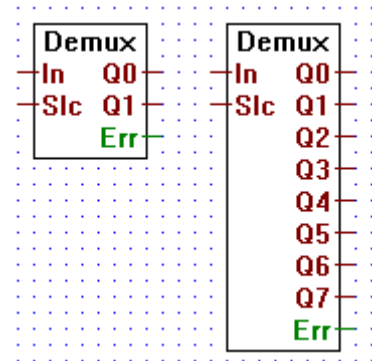 Demux Demux
In Q0 In Q0
Slc Q1 Slc Q1
Err Q2
Q3
Q4
Q5
Q6
Q7
Err